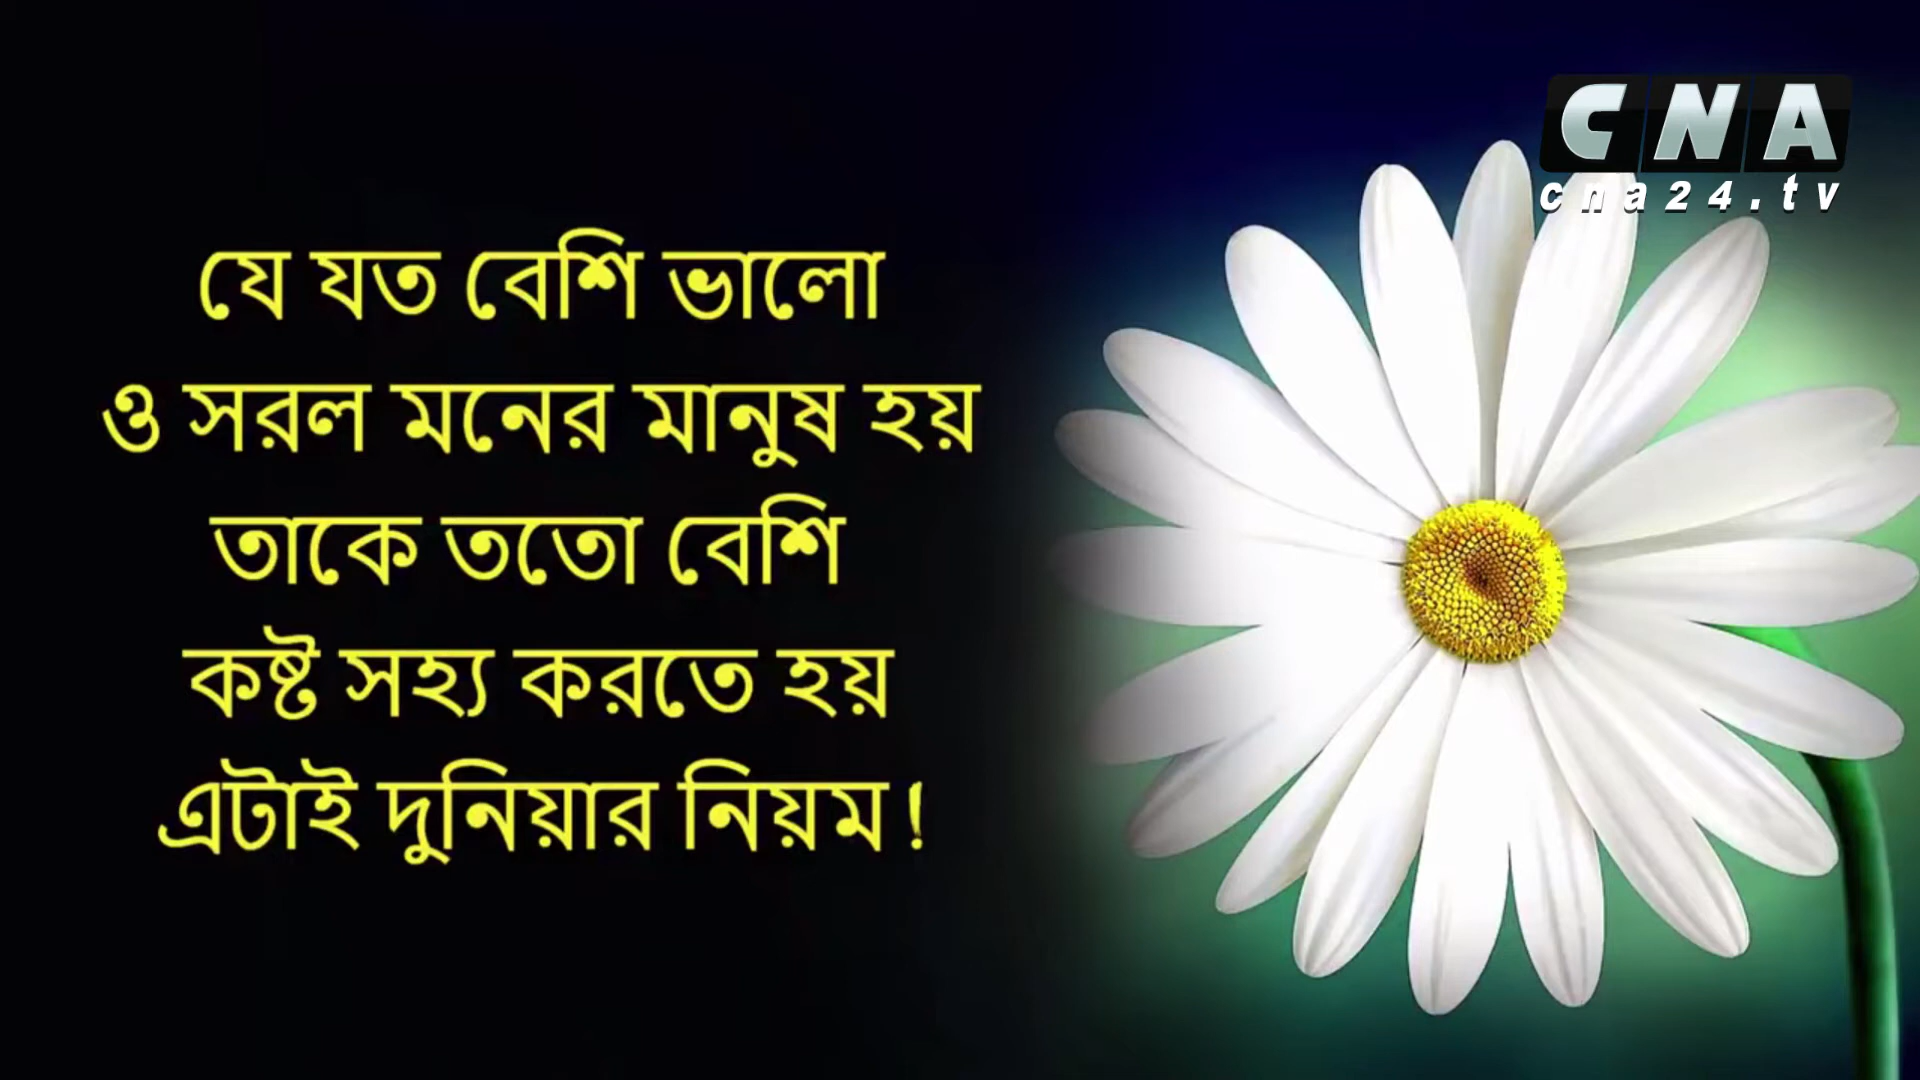 CNA
cna24.tv
যে যত বেশি ভালো
ও সরল মনের মানুষ হয়
তাকে ততো বেশি
কষ্ট সহ্য করতে হয়
এটাই দুনিয়ার নিয়ম!